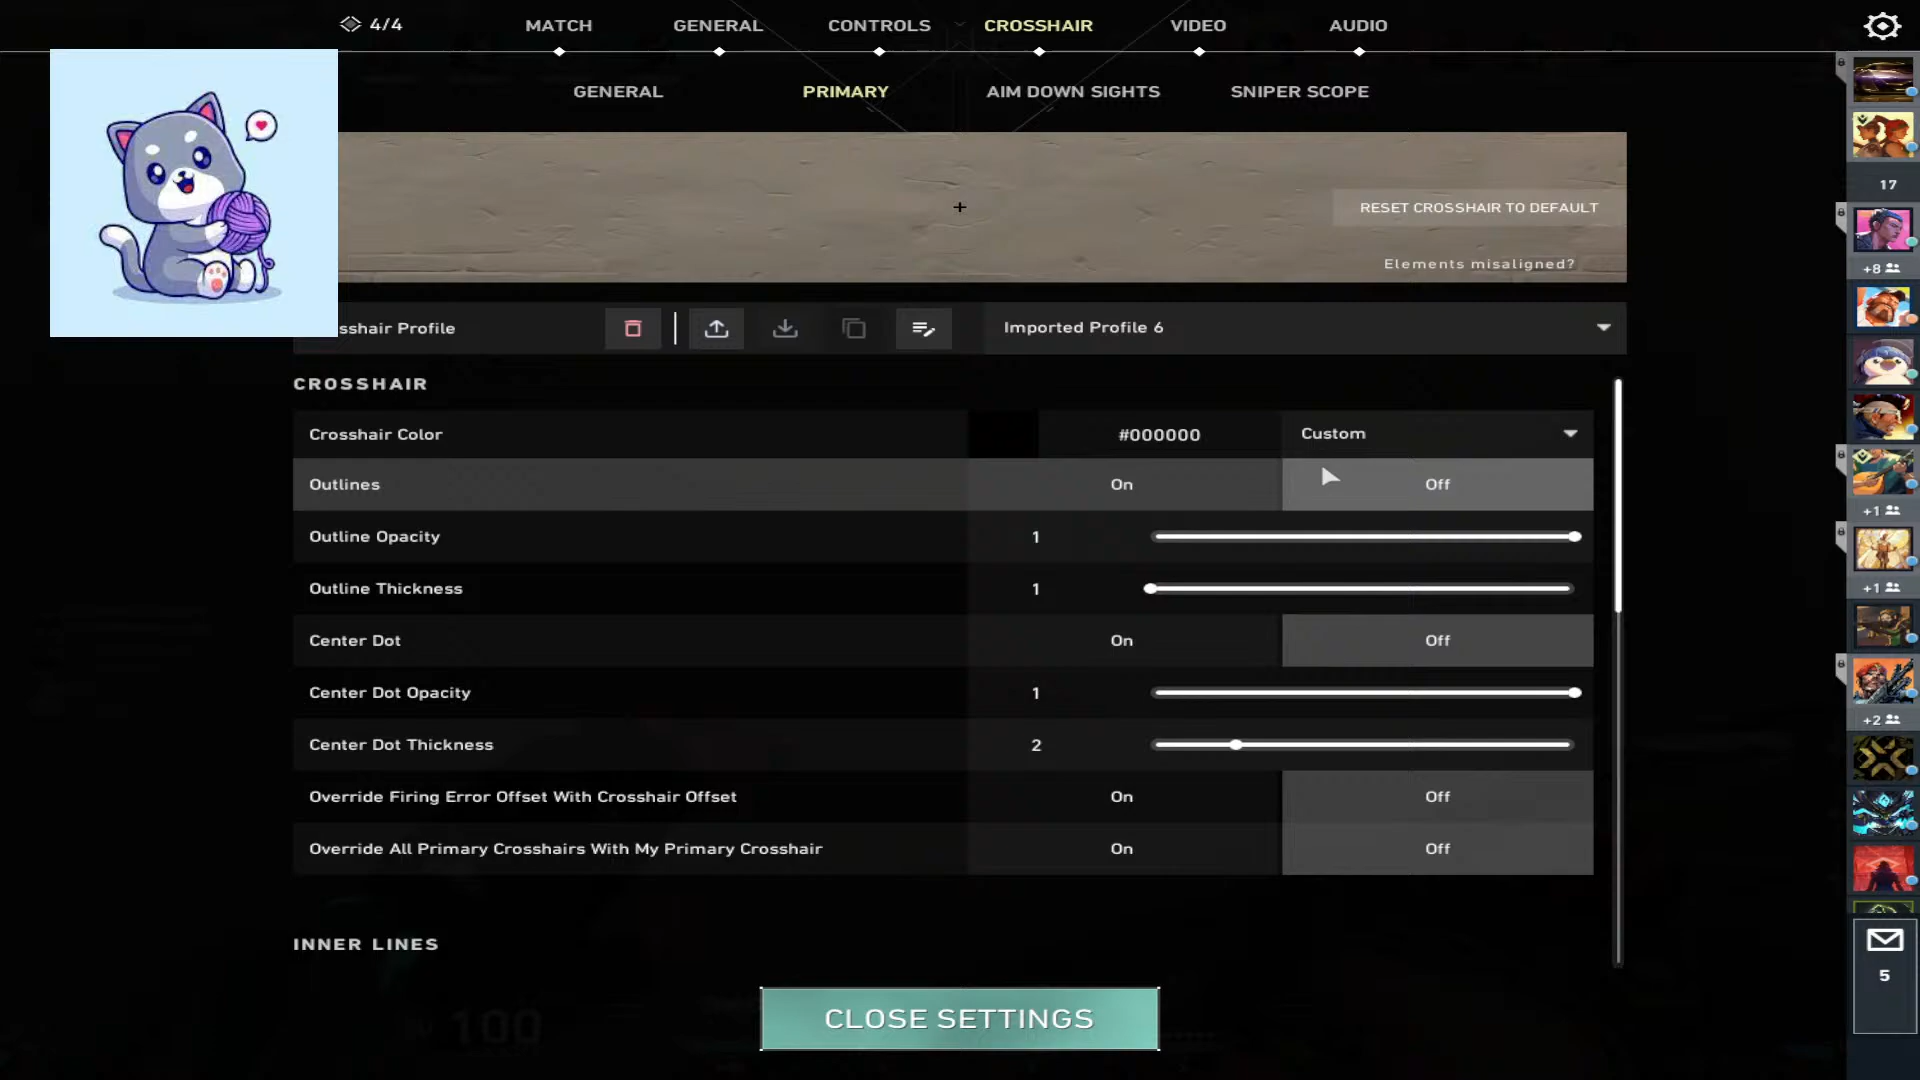 4/4
MATCH
GENERAL
CONTROLS
CROSSHAIR
VIDEO
AUDIO
GENERAL
PRIMARY
AIM DOWN SIGHTS
SNIPER SCOPE
RESET CROSSHAIR TO DEFAULT
Elements misaligned?
sshair Profile
Imported Profile 6
CROSSHAIR
Crosshair Color #000000 Custom
Outlines On Off
Outline Opacity 1
Outline Thickness 1
Center Dot On Off
Center Dot Opacity 1
Center Dot Thickness 2
Override Firing Error Offset With Crosshair Offset On Off
Override All Primary Crosshairs With My Primary Crosshair On Off
INNER LINES
100
CLOSE SETTINGS
17
+8
+1
+1
+2
5